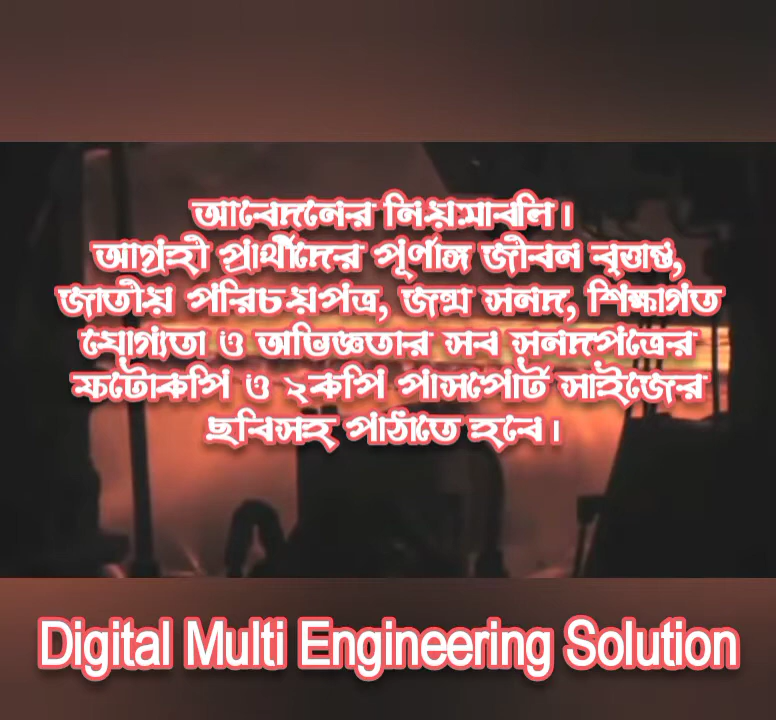 আবেদনের নিয়মাবলি।
আগ্রহী প্রার্থীদের পূর্ণাঙ্গ জীবন বৃত্তান্ত,
জাতীয় পরিচয়পত্র, জন্ম সনদ, শিক্ষাগত
যোগ্যতা ও অভিজ্ঞতার সব সনদপত্রের
ফটোকপি ও ২কপি পাসপোর্ট সাইজের
ছবিসহ পাঠাতে হবে।
Digital Multi Engineering Solution